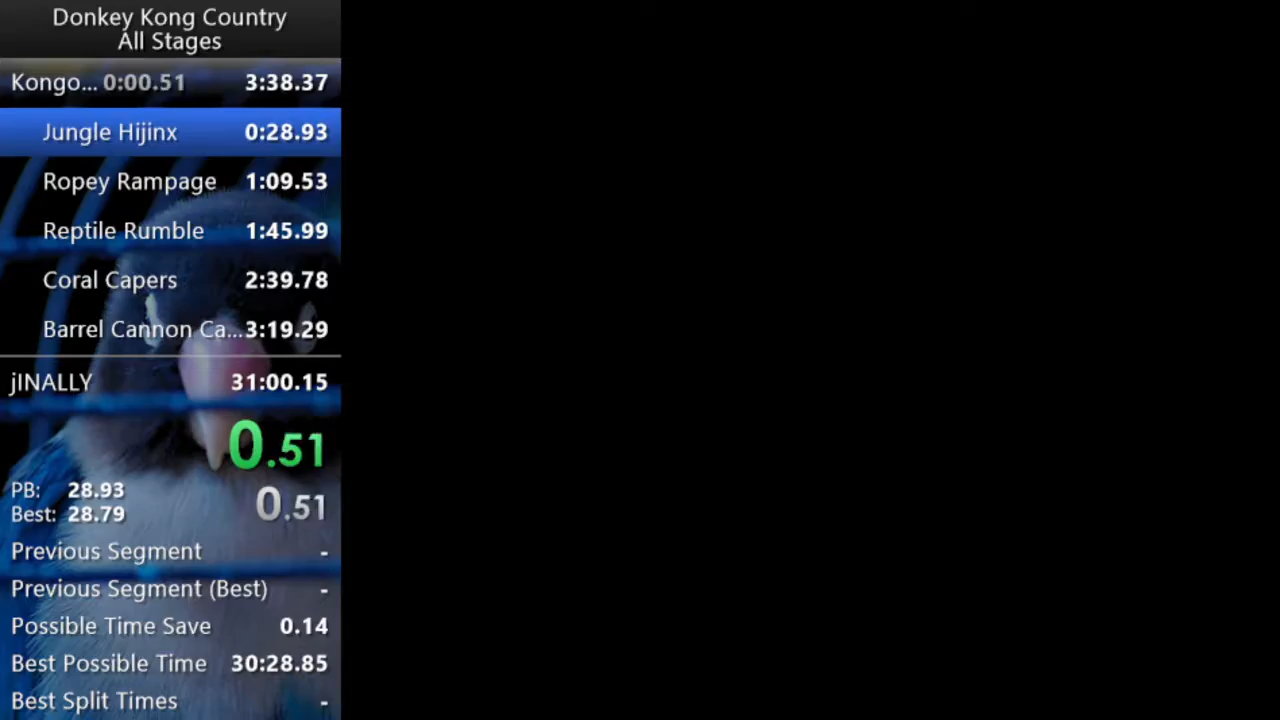 Donkey Kong Country
All Stages
Kongo... 0:00.51 3:38.37
Jungle Hijinx 0:28.93
Ropey Rampage 1:09.53
Reptile Rumble 1:45.99
Coral Capers 2:39.78
Barrel Cannon Ca... 3:19.29
jINALLY 31:00.15
0.51
PB: 28.93
Best: 28.79
0.51
Previous Segment -
Previous Segment (Best) -
Possible Time Save 0.14
Best Possible Time 30:28.85
Best Split Times -